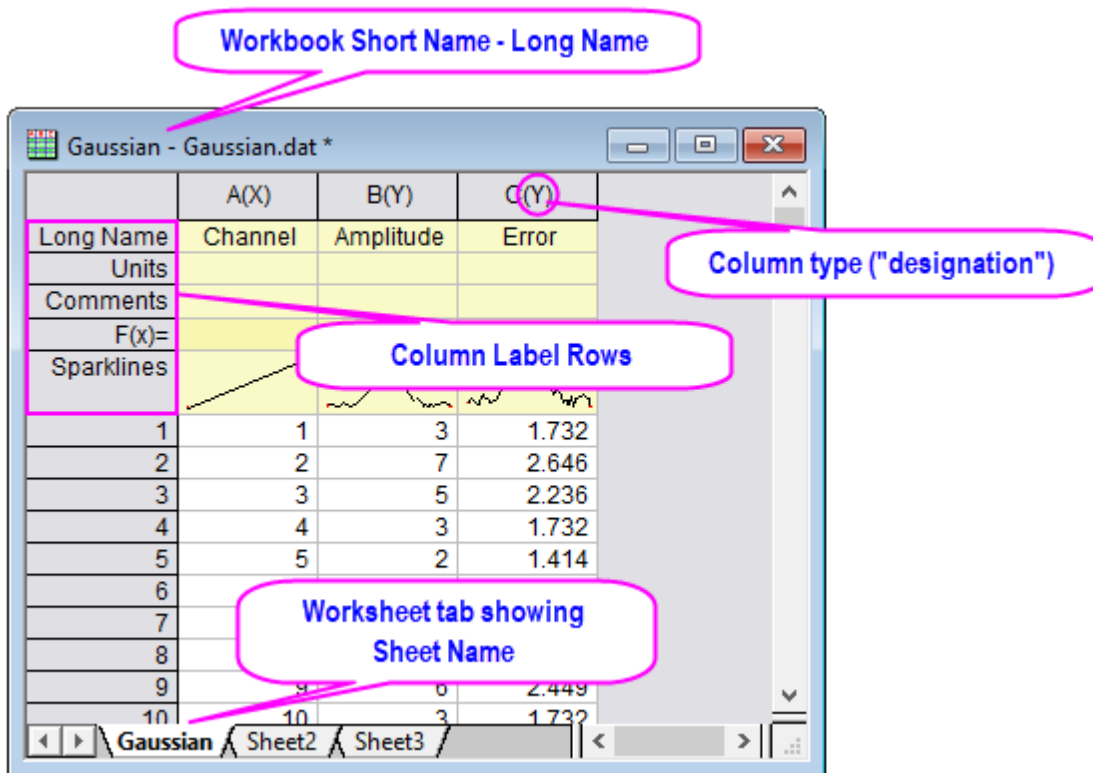 Workbook Short Name - Long Name
Gaussian - Gaussian.dat *
A(X) B(Y) C(Y)
Long Name Channel Amplitude Error
Column type ("designation")
Units
Comments
F(x)=
Column Label Rows
Sparklines
1 1 3 1.732
2 2 7 2.646
3 3 5 2.236
4 4 3 1.732
5 5 2 1.414
6
7
8
Worksheet tab showing
Sheet Name
9 9 6 2.449
10 10 3 1.732
Gaussian Sheet2 Sheet3